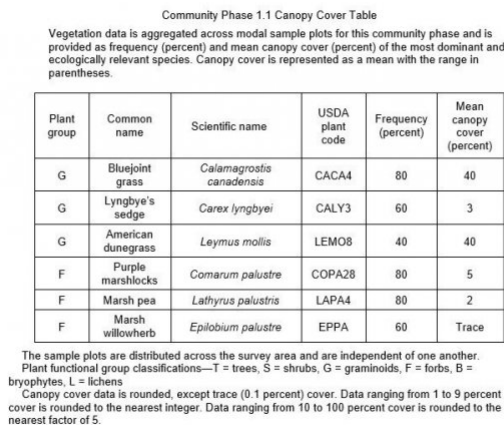 Community Phase 1.1 Canopy Cover Table
Vegetation data is aggregated across modal sample plots for this community phase and is
provided as frequency (percent) and mean canopy cover (percent) of the most dominant and
ecologically relevant species. Canopy cover is represented as a mean with the range in
parentheses.
Plant group Common name Scientific name USDA plant code Frequency (percent) Mean canopy cover (percent)
G Bluejoint grass Calamagrostis canadensis CACA4 80 40
G Lyngbye's sedge Carex lyngbyei CALY3 60 3
G American dunegrass Leymus mollis LEMO8 40 40
F Purple marshlocks Comarum palustre COPA28 80 5
F Marsh pea Lathyrus palustris LAPA4 80 2
F Marsh willowherb Epilobium palustre EPPA 60 Trace
The sample plots are distributed across the survey area and are independent of one another.
Plant functional group classifications—T = trees, S = shrubs, G = graminoids, F = forbs, B =
bryophytes, L = lichens
Canopy cover data is rounded, except trace (0.1 percent) cover. Data ranging from 1 to 9 percent
cover is rounded to the nearest integer. Data ranging from 10 to 100 percent cover is rounded to the
nearest factor of 5.